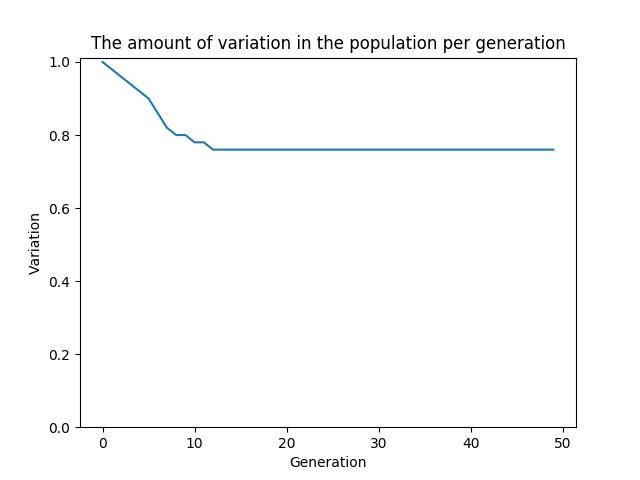 The amount of variation in the population per generation
1.0
0.8
0.6
0.4
0.2
0.0
Variation
0 10 20 30 40 50
Generation